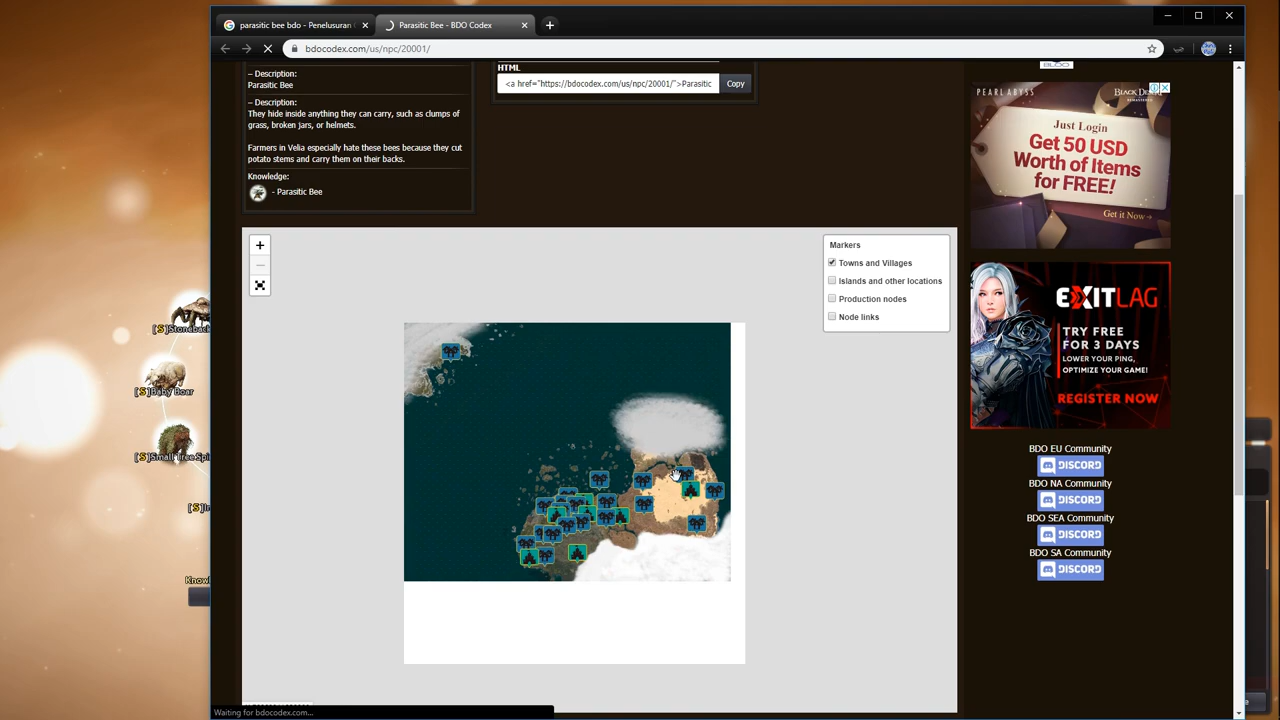 parasitic bee bdo - Penelusuran
Parasitic Bee - BDO Codex
bdocodex.com/us/npc/20001/
– Description:
Parasitic Bee
– Description:
They hide inside anything they can carry, such as clumps of
grass, broken jars, or helmets.
Farmers in Velia especially hate these bees because they cut
potato stems and carry them on their backs.
Knowledge:
- Parasitic Bee
HTML
<a href="https://bdocodex.com/us/npc/20001/">Parasitic
Copy
+
Markers
Towns and Villages
Islands and other locations
Production nodes
Node links
PEARL ABYSS
Just Login
Get 50 USD
Worth of Items
for FREE!
Get it Now
EXITLAG
TRY FREE
FOR 3 DAYS
LOWER YOUR PING,
OPTIMIZE YOUR GAME!
REGISTER NOW
BDO EU Community
DISCORD
BDO NA Community
DISCORD
BDO SEA Community
DISCORD
BDO SA Community
DISCORD
[S]Stoneback
[S]Baby Boar
[S]Small Tree Spi
Knowl
Waiting for bdocodex.com...